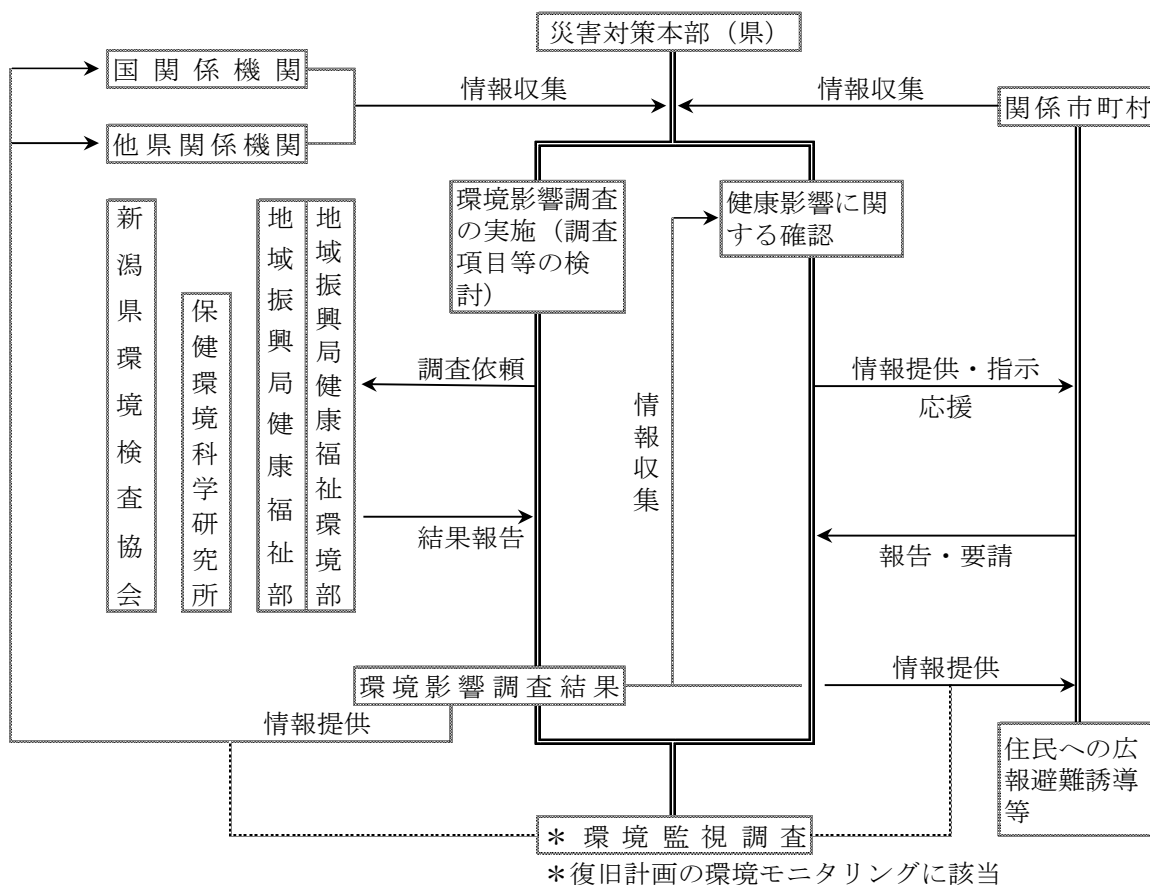 災害対策本部（県）
国関係機関
情報収集
情報収集
関係市町村
他県関係機関
環境影響調査
の実施（調査
項目等の検
討）
健康影響に関
する確認
新潟県環境検査協会
保健環境科学研究所
地域振興局健康福祉部
地域振興局健康福祉環境部
調査依頼
情報収集
情報提供・指示
応援
結果報告
報告・要請
環境影響調査結果
情報提供
情報提供
住民への広
報避難誘導
等
＊環境監視調査
＊復旧計画の環境モニタリングに該当